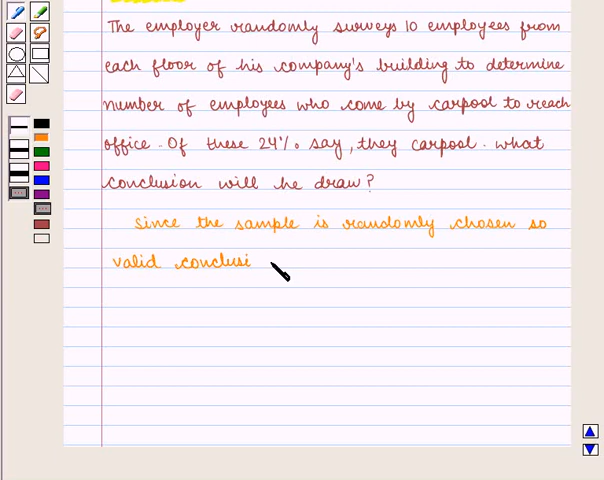 The employer randomly surveys 10 employees from
each floor of his company's building to determine
number of employees who come by carpool to reach
office. Of these 24% say, they carpool. what
conclusion will he draw?
Since the sample is randomly chosen so
valid conclusi